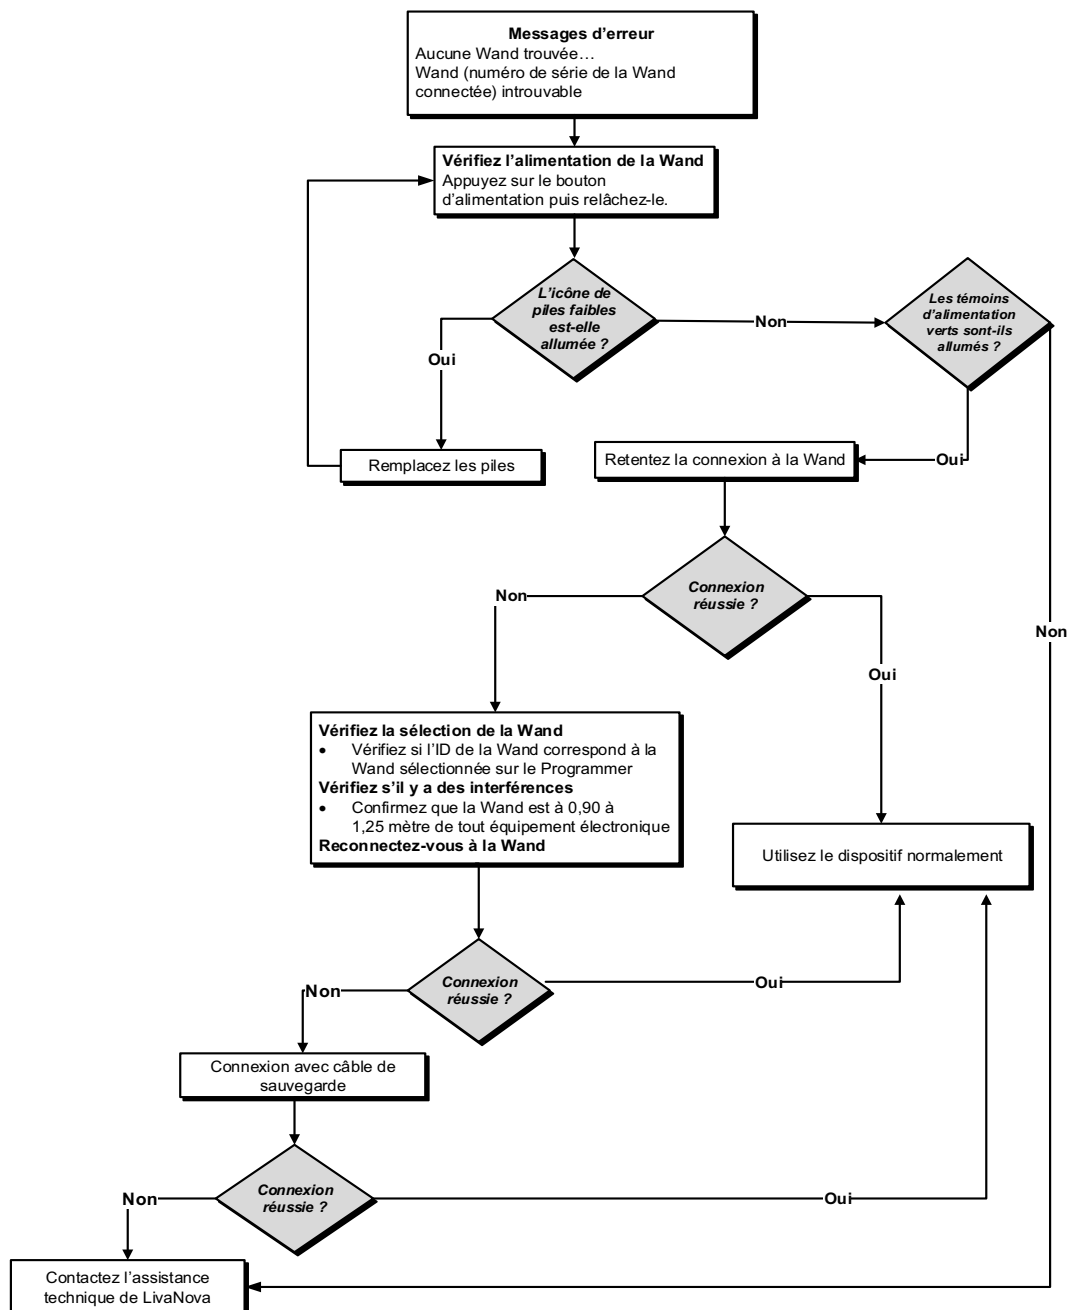 Messages d'erreur
Aucune Wand trouvée…
Wand (numéro de série de la Wand
connectée) introuvable
Vérifiez l'alimentation de la Wand
Appuyez sur le bouton
d'alimentation puis relâchez-le.
L'icône de
piles faibles
est-elle
allumée ?
Non
Les témoins
d'alimentation
verts sont-ils
allumés ?
Oui
Remplacez les piles
Retentez la connexion à la Wand
Oui
Connexion
réussie ?
Non
Non
Oui
Vérifiez la sélection de la Wand
• Vérifiez si l'ID de la Wand correspond à la
Wand sélectionnée sur le Programmer
Vérifiez s'il y a des interférences
• Confirmez que la Wand est à 0,90 à
1,25 mètre de tout équipement électronique
Reconnectez-vous à la Wand
Utilisez le dispositif normalement
Connexion
réussie ?
Oui
Non
Connexion avec câble de
sauvegarde
Connexion
réussie ?
Non
Oui
Contactez l'assistance
technique de LivaNova